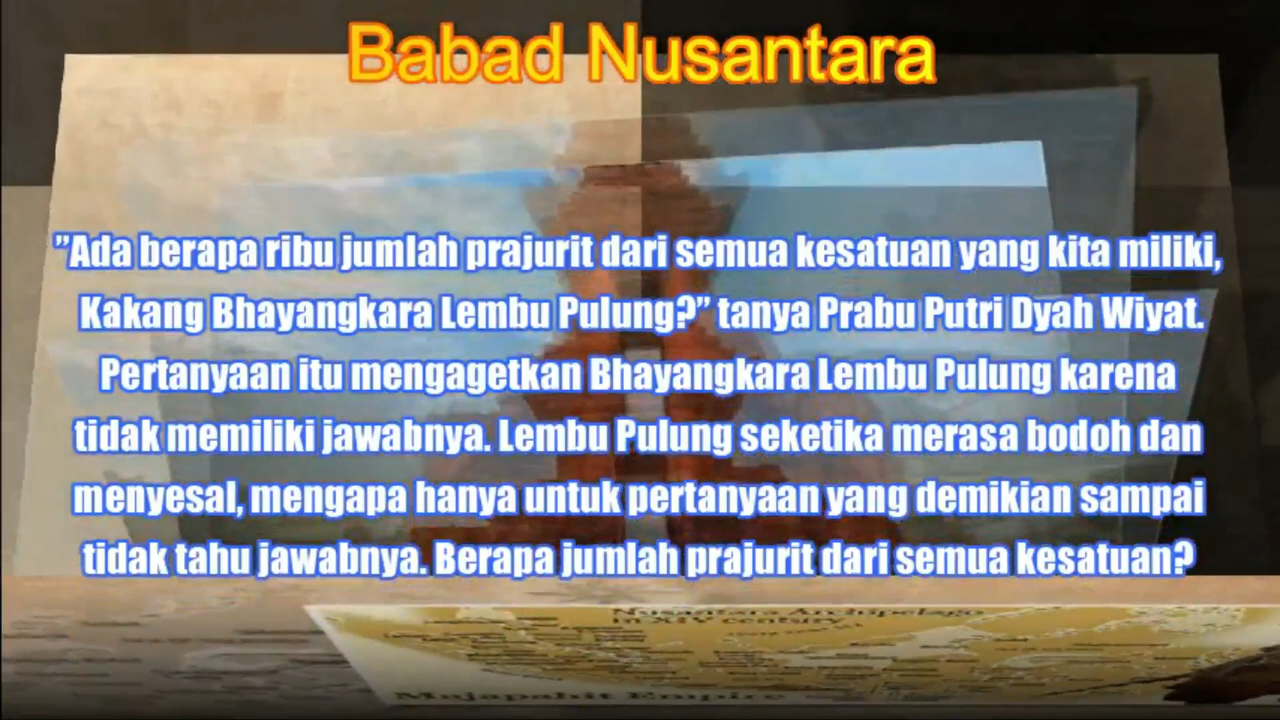 Babad Nusantara
”Ada berapa ribu jumlah prajurit dari semua kesatuan yang kita miliki,
Kakang Bhayangkara Lembu Pulung?” tanya Prabu Putri Dyah Wiyat.
Pertanyaan itu mengagetkan Bhayangkara Lembu Pulung karena
tidak memiliki jawabnya. Lembu Pulung seketika merasa bodoh dan
menyesal, mengapa hanya untuk pertanyaan yang demikian sampai
tidak tahu jawabnya. Berapa jumlah prajurit dari semua kesatuan?
Nusantara Archipelago
in XIV century
Majapahit Empire